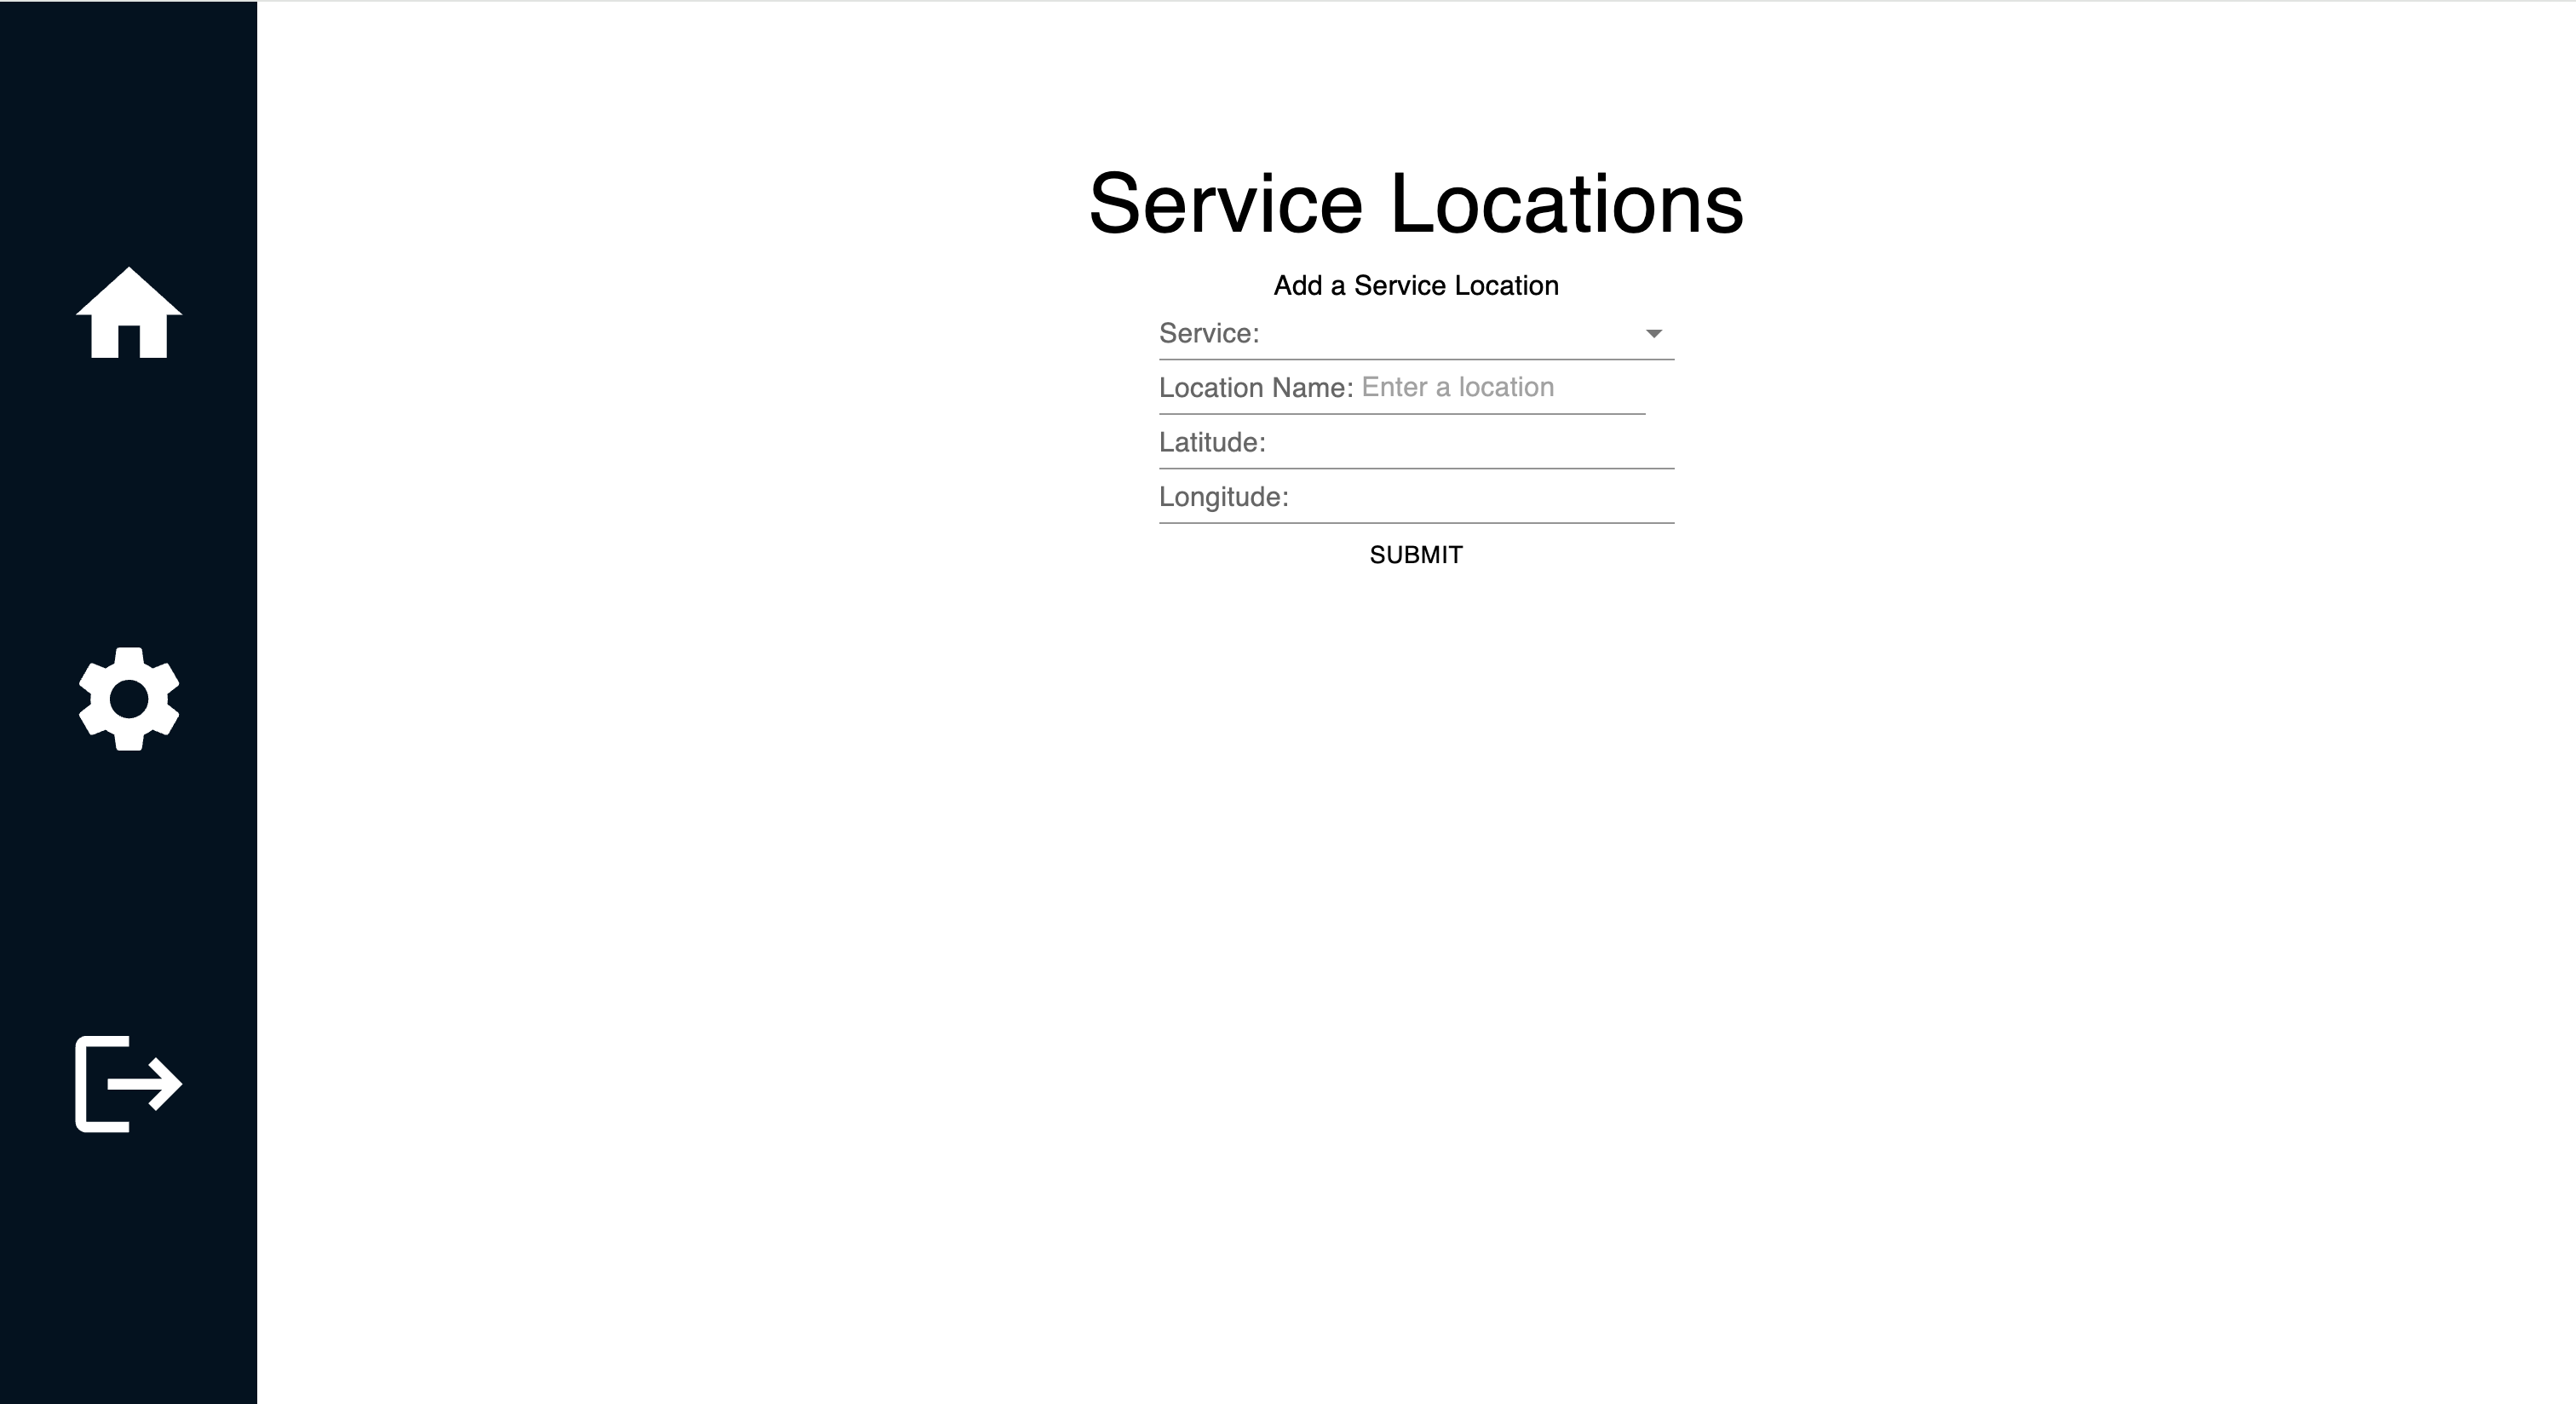 Service Locations
Add a Service Location
Service:
Location Name: Enter a location
Latitude:
Longitude:
SUBMIT